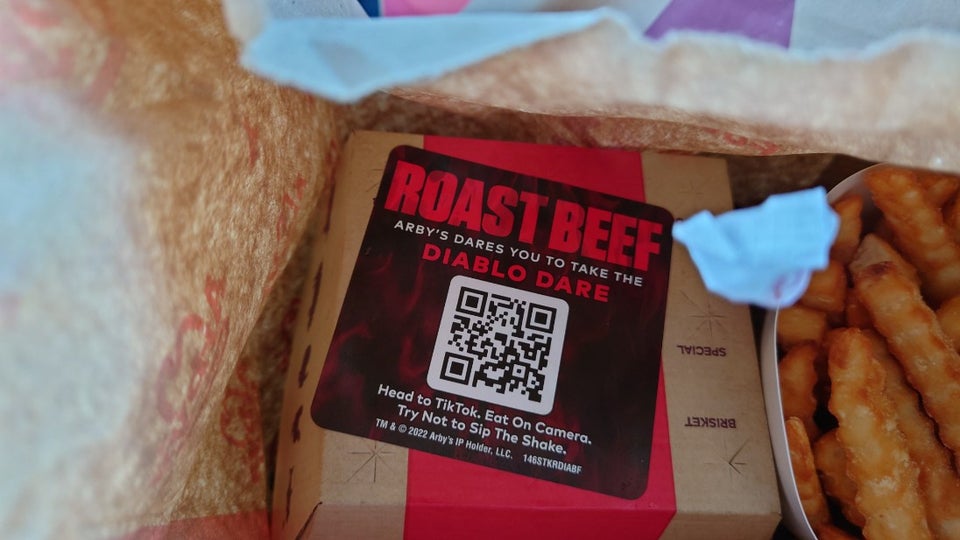 ROAST BEEF
ARBY'S DARES YOU TO TAKE THE
DIABLO DARE
Head to TikTok. Eat On Camera.
Try Not to Sip The Shake.
TM & © 2022 Arby's IP Holder, LLC. 146STKRDIABF
SPECIAL
BRISKET